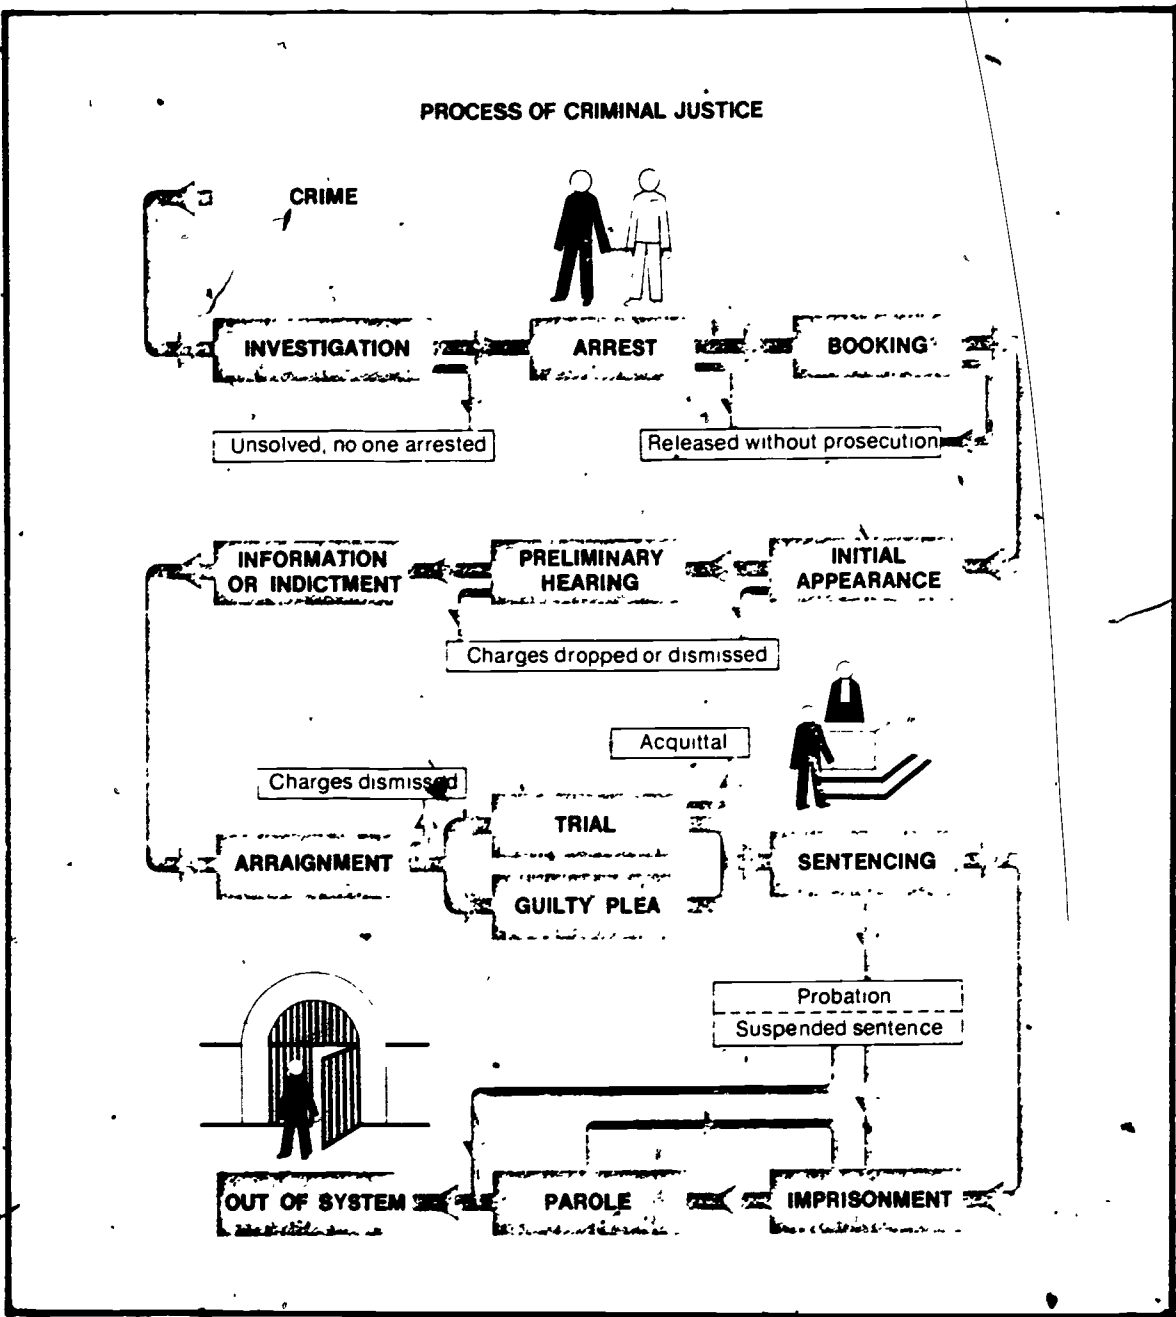 PROCESS OF CRIMINAL JUSTICE
CRIME
INVESTIGATION
ARREST
BOOKING
Unsolved, no one arrested
Released without prosecution
INFORMATION
OR INDICTMENT
PRELIMINARY
HEARING
INITIAL
APPEARANCE
Charges dropped or dismissed
Acquittal
Charges dismissed
TRIAL
ARRAIGNMENT
SENTENCING
GUILTY PLEA
Probation
Suspended sentence
OUT OF SYSTEM
PAROLE
IMPRISONMENT